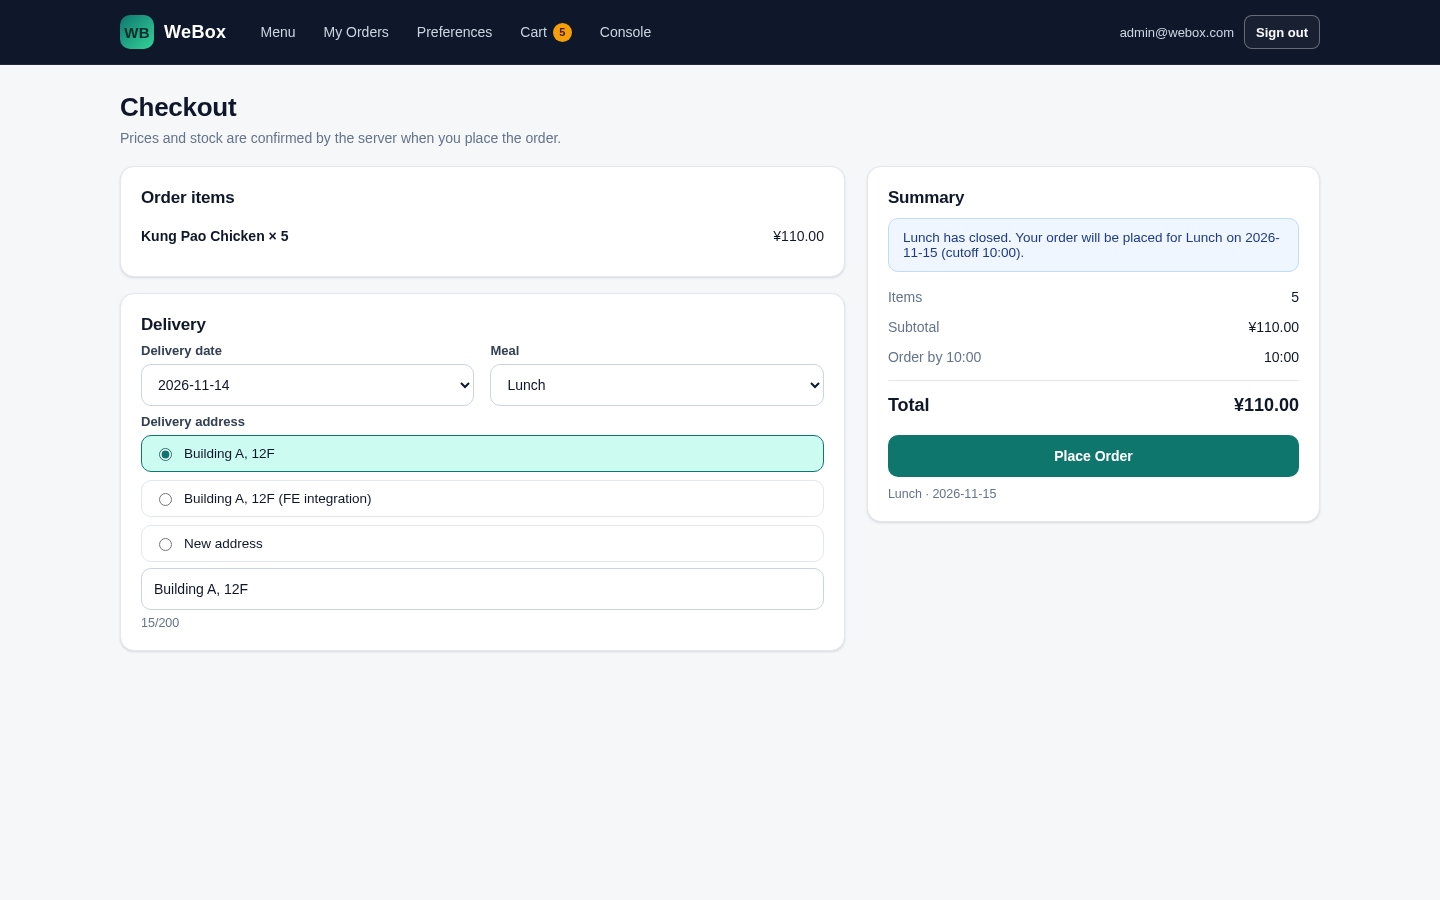 WB WeBox Menu My Orders Preferences Cart 5 Console admin@webox.com Sign out
Checkout
Prices and stock are confirmed by the server when you place the order.
Order items
Kung Pao Chicken × 5 ¥110.00
Delivery
Delivery date Meal
2026-11-14 Lunch
Delivery address
Building A, 12F
Building A, 12F (FE integration)
New address
Building A, 12F
15/200
Summary
Lunch has closed. Your order will be placed for Lunch on 2026-
11-15 (cutoff 10:00).
Items 5
Subtotal ¥110.00
Order by 10:00 10:00
Total ¥110.00
Place Order
Lunch · 2026-11-15